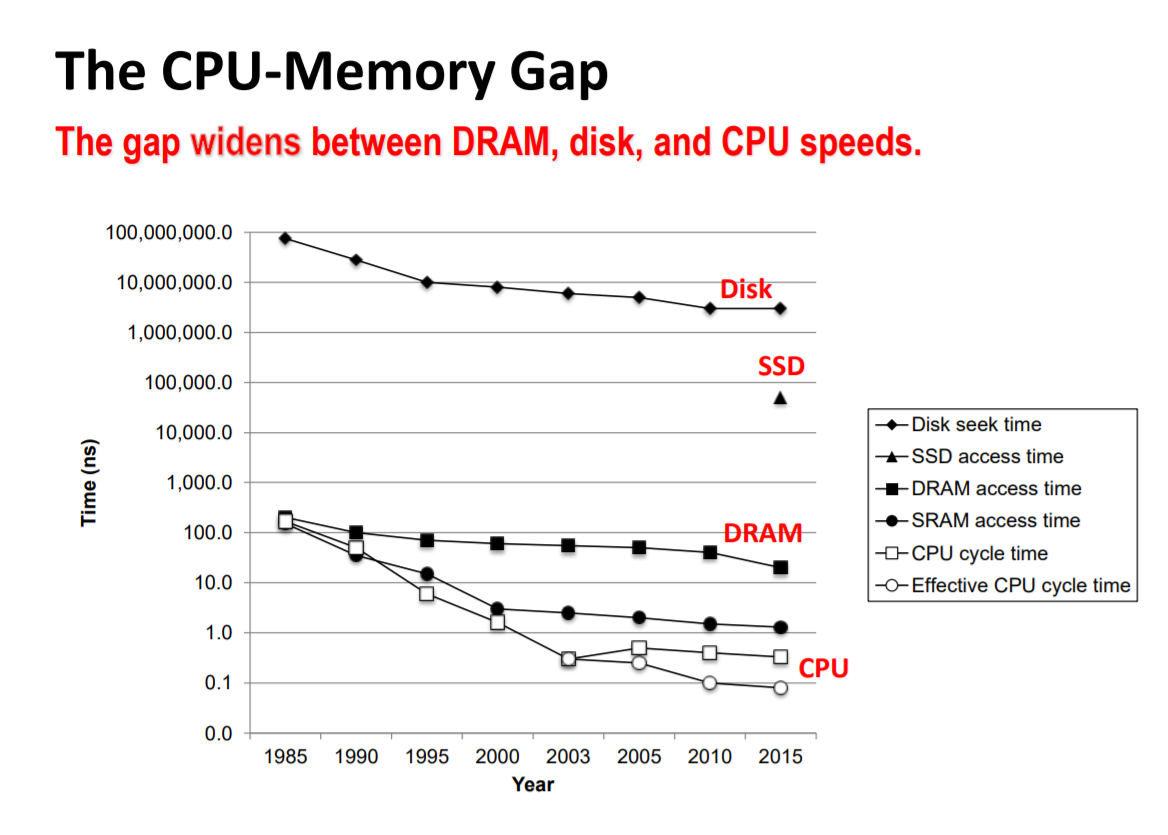 The CPU-Memory Gap
The gap widens between DRAM, disk, and CPU speeds.
100,000,000.0
10,000,000.0
1,000,000.0
100,000.0
10,000.0
1,000.0
100.0
10.0
1.0
0.1
0.0
Time (ns)
Disk
SSD
DRAM
CPU
1985 1990 1995 2000 2003 2005 2010 2015
Year
Disk seek time
SSD access time
DRAM access time
SRAM access time
CPU cycle time
Effective CPU cycle time